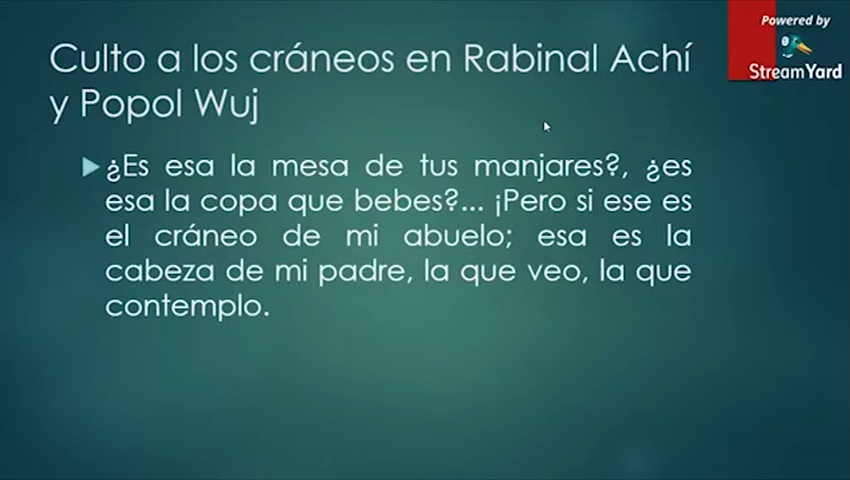 Powered by
StreamYard
Culto a los cráneos en Rabinal Achí
y Popol Wuj
¿Es esa la mesa de tus manjares?, ¿es
esa la copa que bebes?... ¡Pero si ese es
el cráneo de mi abuelo; esa es la
cabeza de mi padre, la que veo, la que
contemplo.